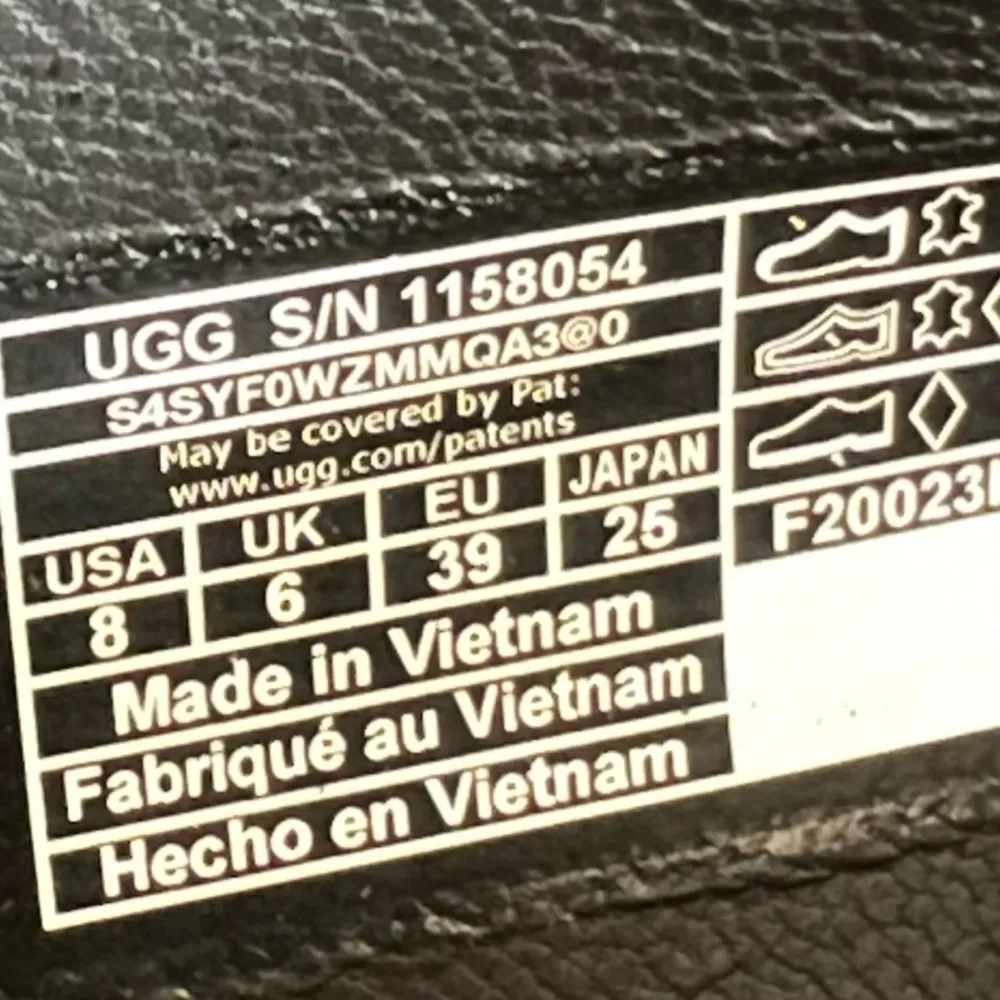 UGG S/N 1158054
S4SYF0WZMMQA3@0
May be covered by Pat:
www.ugg.com/patents
USA UK EU JAPAN
8 6 39 25
Made in Vietnam
Fabriqué au Vietnam
Hecho en Vietnam
F20023